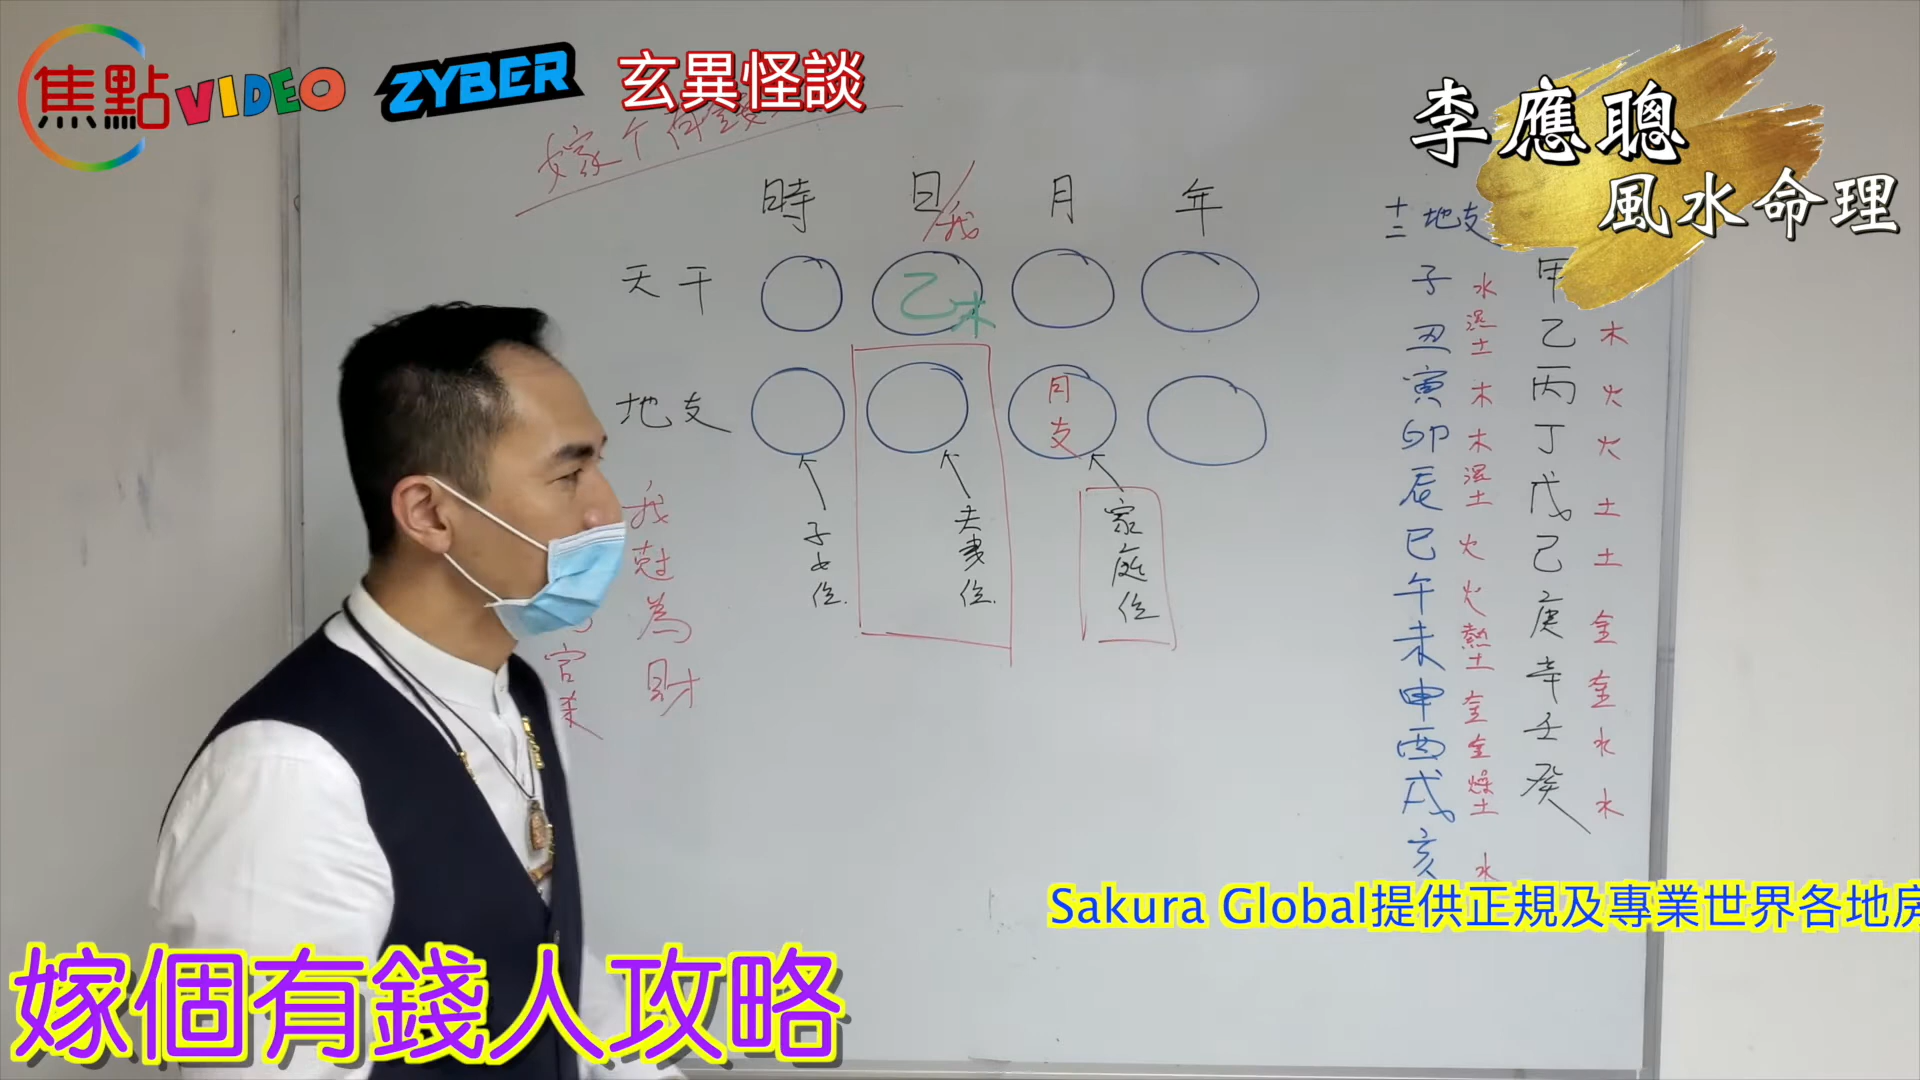 焦點VIDEO ZYBER 玄異怪談
李應聰
風水命理
嫁个有錢
時 日/我 月 年
天干 乙木
地支 月支
子女位
夫妻位
家庭位
我尅為財
官
十二地支
子 水 甲
丑 濕土 乙 木
寅 木 丙 火
卯 木 丁 火
辰 濕土 戊 土
巳 火 己 土
午 火 庚 金
未 熱土 辛 金
申 金 壬 水
酉 金 癸 水
戌 燥土
亥 水
Sakura Global提供正規及專業世界各地房
嫁個有錢人攻略